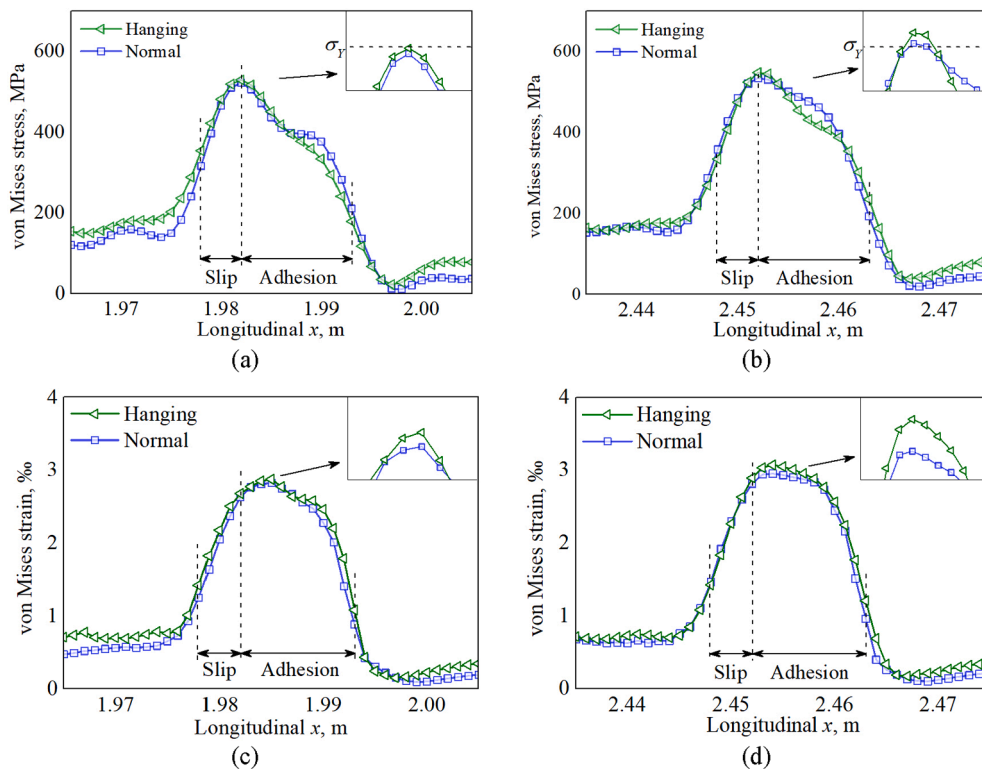 Hanging
Normal
σY
von Mises stress, MPa
600
400
200
0
Slip
Adhesion
1.97
1.98
1.99
2.00
Longitudinal x, m
(a)
Hanging
Normal
σY
von Mises stress, MPa
600
400
200
0
Slip
Adhesion
2.44
2.45
2.46
2.47
Longitudinal x, m
(b)
Hanging
Normal
von Mises strain, ‰
4
3
2
1
0
Slip
Adhesion
1.97
1.98
1.99
2.00
Longitudinal x, m
(c)
Hanging
Normal
von Mises strain, ‰
4
3
2
1
0
Slip
Adhesion
2.44
2.45
2.46
2.47
Longitudinal x, m
(d)